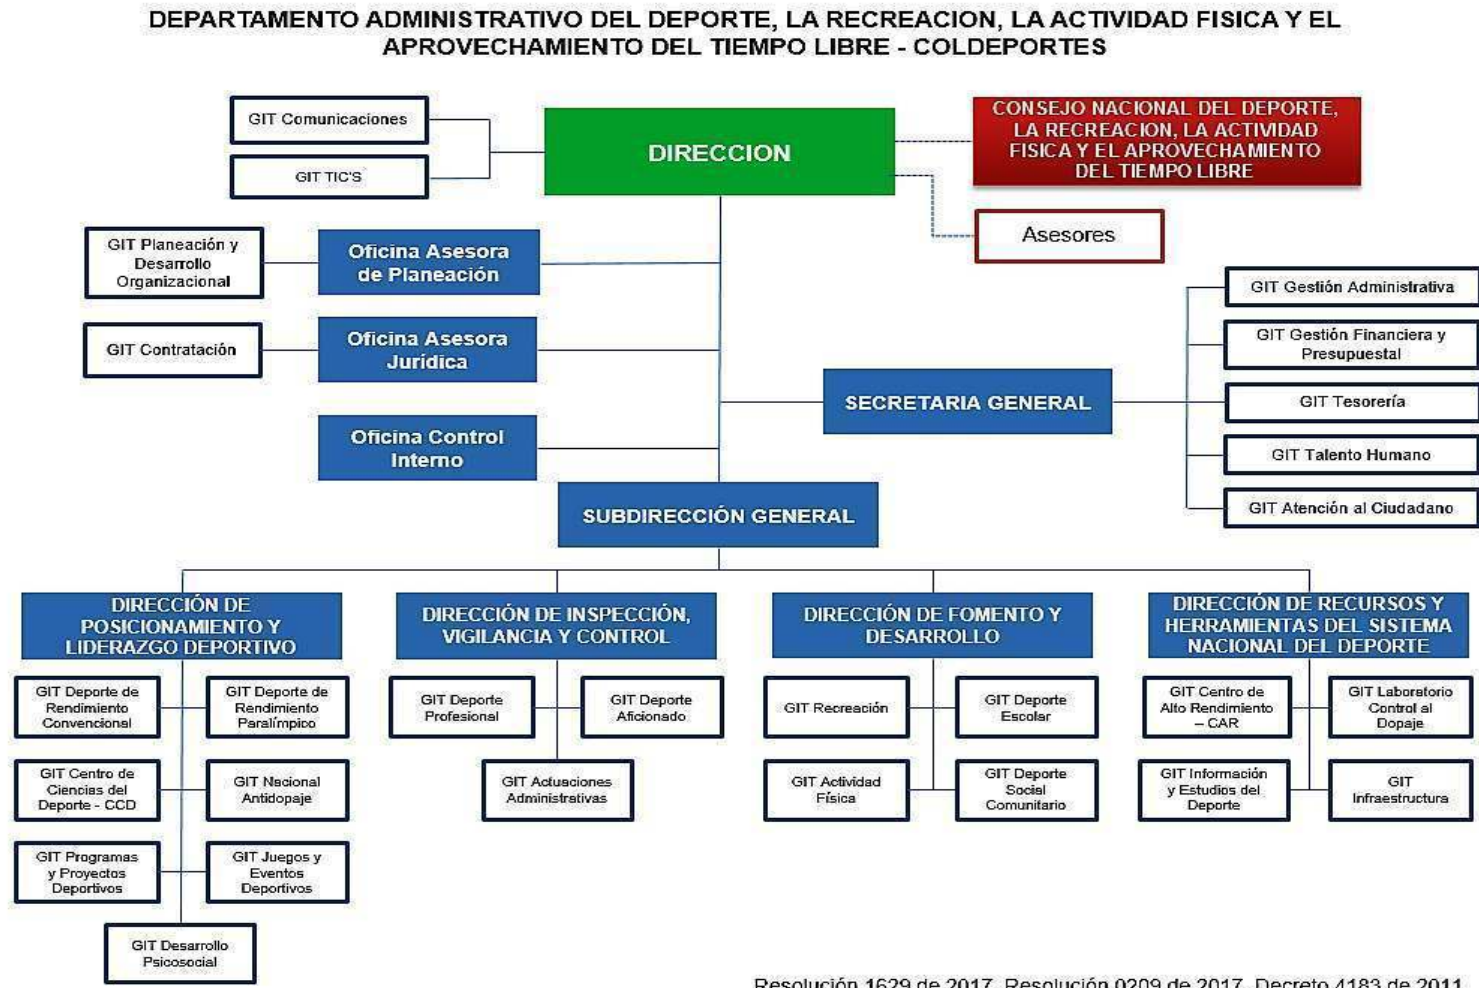 DEPARTAMENTO ADMINISTRATIVO DEL DEPORTE, LA RECREACION, LA ACTIVIDAD FISICA Y EL
APROVECHAMIENTO DEL TIEMPO LIBRE - COLDEPORTES
GIT Comunicaciones
GIT TIC'S
DIRECCION
CONSEJO NACIONAL DEL DEPORTE,
LA RECREACION, LA ACTIVIDAD
FISICA Y EL APROVECHAMIENTO
DEL TIEMPO LIBRE
Asesores
GIT Planeación y
Desarrollo
Organizacional
Oficina Asesora
de Planeación
GIT Contratación
Oficina Asesora
Jurídica
Oficina Control
Interno
SECRETARIA GENERAL
GIT Gestión Administrativa
GIT Gestión Financiera y
Presupuestal
GIT Tesorería
GIT Talento Humano
GIT Atención al Ciudadano
SUBDIRECCIÓN GENERAL
DIRECCIÓN DE
POSICIONAMIENTO Y
LIDERAZGO DEPORTIVO
GIT Deporte de
Rendimiento
Convencional
GIT Deporte de
Rendimiento
Paralímpico
GIT Centro de
Ciencias del
Deporte - CCD
GIT Nacional
Antidopaje
GIT Programas
y Proyectos
Deportivos
GIT Juegos y
Eventos
Deportivos
GIT Desarrollo
Psicosocial
DIRECCIÓN DE INSPECCIÓN,
VIGILANCIA Y CONTROL
GIT Deporte
Profesional
GIT Deporte
Aficionado
GIT Actuaciones
Administrativas
DIRECCIÓN DE FOMENTO Y
DESARROLLO
GIT Recreación
GIT Deporte
Escolar
GIT Actividad
Física
GIT Deporte
Social
Comunitario
DIRECCIÓN DE RECURSOS Y
HERRAMIENTAS DEL SISTEMA
NACIONAL DEL DEPORTE
GIT Centro de
Alto Rendimiento
– CAR
GIT Laboratorio
Control al
Dopaje
GIT Información
y Estudios del
Deporte
GIT
Infraestructura
Resolución 1629 de 2017, Resolución 0209 de 2017, Decreto 4183 de 2011